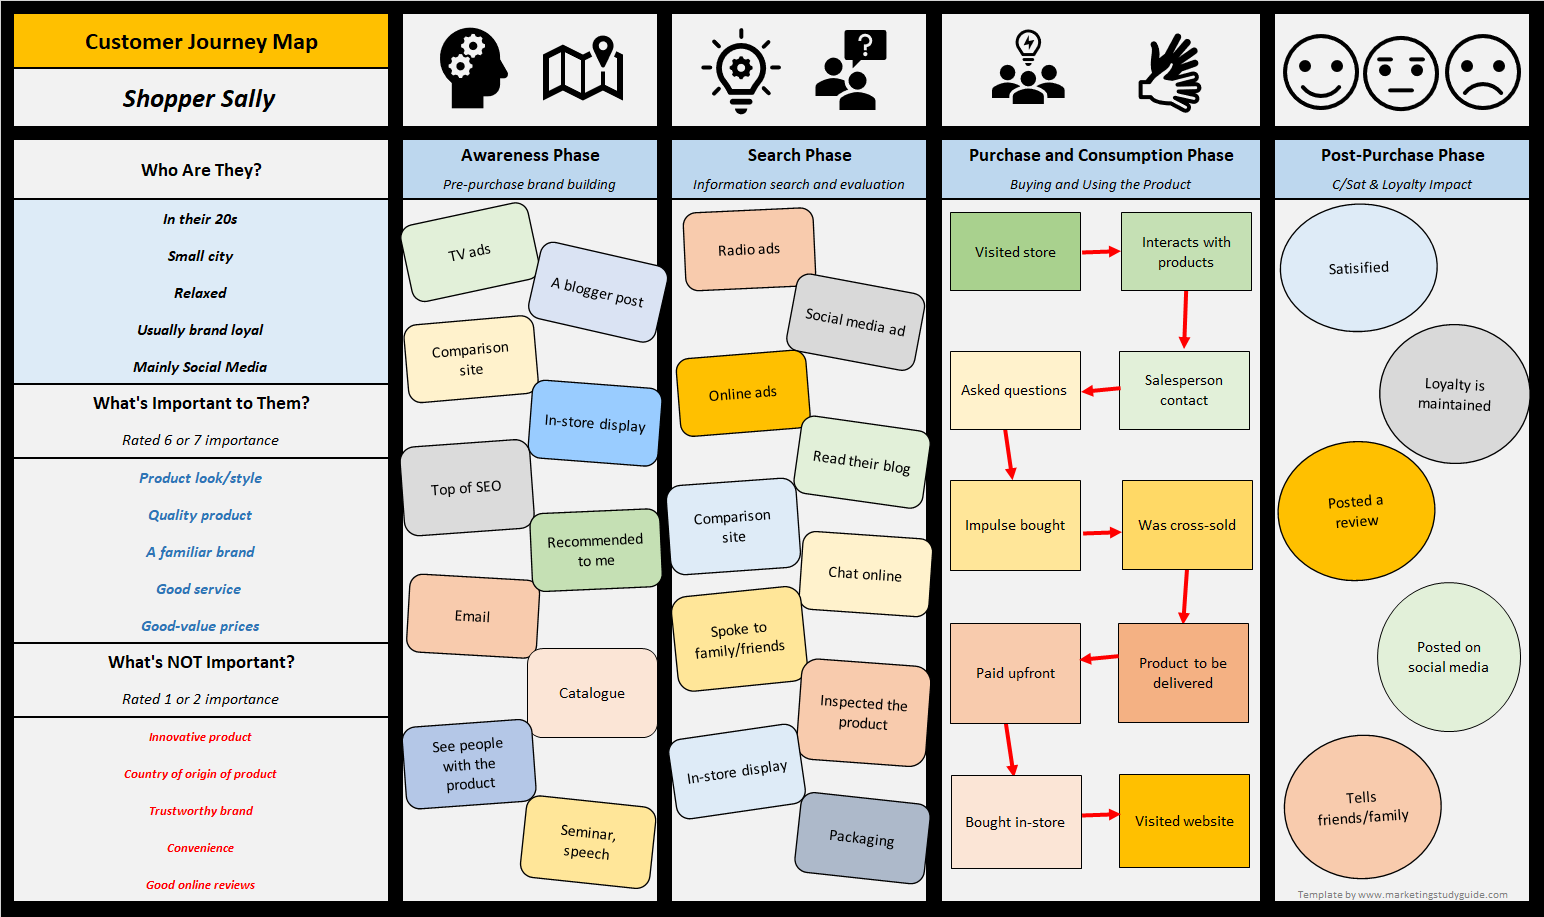 Customer Journey Map
Shopper Sally
?
Who Are They?
In their 20s
Small city
Relaxed
Usually brand loyal
Mainly Social Media
What's Important to Them?
Rated 6 or 7 importance
Product look/style
Quality product
A familiar brand
Good service
Good-value prices
What's NOT Important?
Rated 1 or 2 importance
Innovative product
Country of origin of product
Trustworthy brand
Convenience
Good online reviews
Awareness Phase
Pre-purchase brand building
TV ads
A blogger post
Comparison
site
In-store display
Top of SEO
Recommended
to me
Email
Catalogue
See people
with the
product
Seminar,
speech
Search Phase
Information search and evaluation
Radio ads
Social media ad
Online ads
Read their blog
Comparison
site
Chat online
Spoke to
family/friends
Inspected the
product
In-store display
Packaging
Purchase and Consumption Phase
Buying and Using the Product
Visited store
Interacts with
products
Salesperson
contact
Asked questions
Impulse bought
Was cross-sold
Product to be
delivered
Paid upfront
Bought in-store
Visited website
Post-Purchase Phase
C/Sat & Loyalty Impact
Satisified
Loyalty is
maintained
Posted a
review
Posted on
social media
Tells
friends/family
Template by www.marketingstudyguide.com